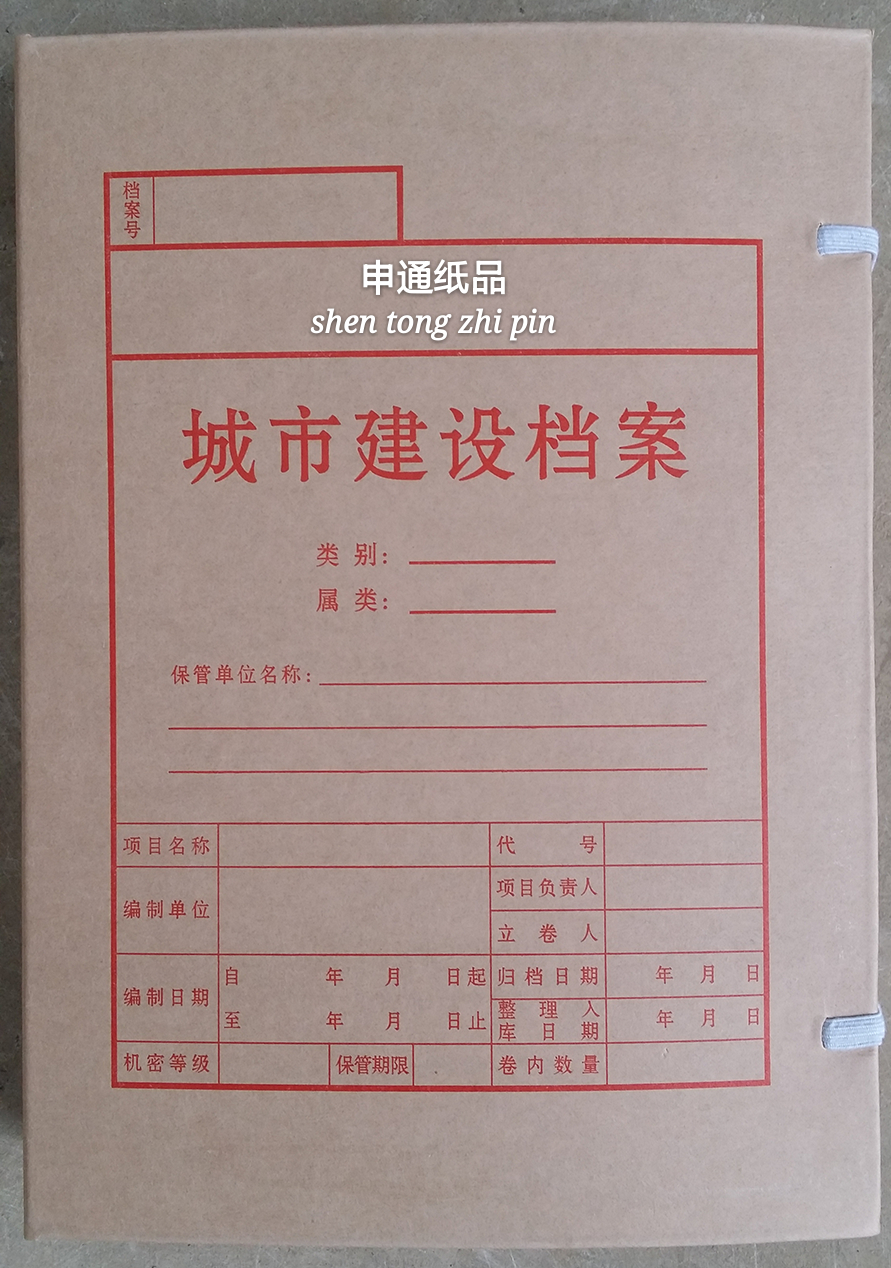 档案号
申通纸品
shen tong zhi pin
城市建设档案
类 别：
属 类：
保管单位名称：
项目名称 代 号
编制单位 项目负责人
立 卷 人
编制日期 自 年 月 日起 归档日期 年 月 日
至 年 月 日止 整 理 入
库 日 期 年 月 日
机密等级 保管期限 卷内数量